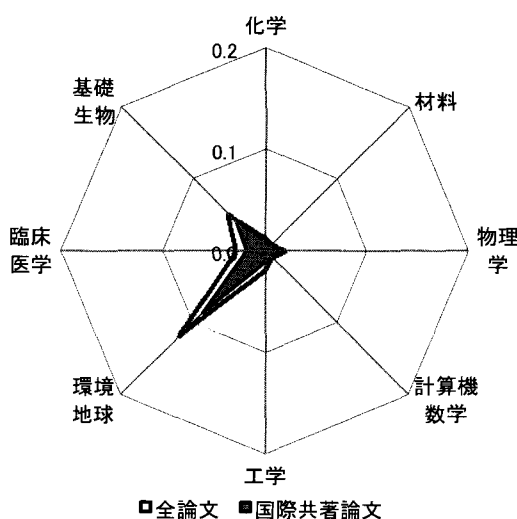 化学
0.2
基礎
生物
材料
0.1
臨床
医学
0.0
物理
学
環境
地球
計算機
数学
工学
全論文 国際共著論文